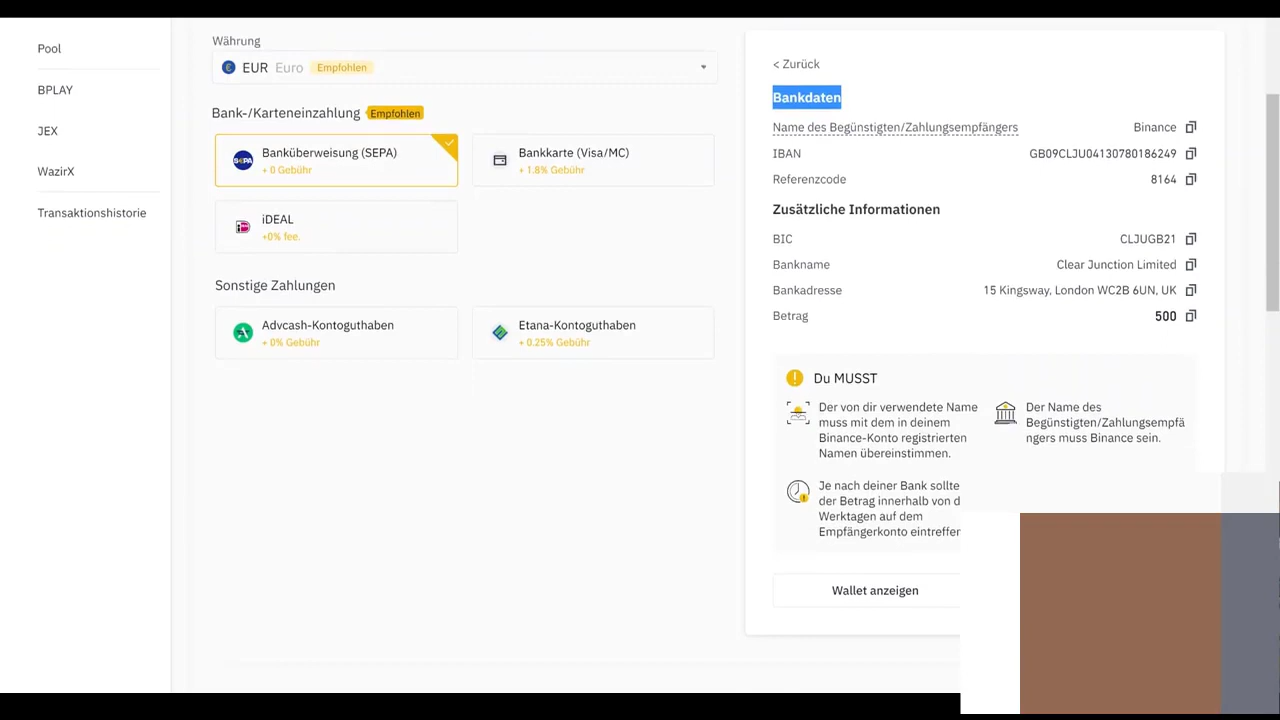 Pool
BPLAY
JEX
WazirX
Transaktionshistorie
Währung
EUR Euro Empfohlen
Bank-/Karteneinzahlung Empfohlen
SEPA Banküberweisung (SEPA)
+ 0 Gebühr
Bankkarte (Visa/MC)
+ 1.8% Gebühr
iDEAL
+0% fee.
Sonstige Zahlungen
Advcash-Kontoguthaben
+ 0% Gebühr
Etana-Kontoguthaben
+ 0.25% Gebühr
< Zurück
Bankdaten
Name des Begünstigten/Zahlungsempfängers Binance
IBAN GB09CLJU04130780186249
Referenzcode 8164
Zusätzliche Informationen
BIC CLJUGB21
Bankname Clear Junction Limited
Bankadresse 15 Kingsway, London WC2B 6UN, UK
Betrag 500
Du MUSST
Der von dir verwendete Name
muss mit dem in deinem
Binance-Konto registrierten
Namen übereinstimmen.
Der Name des
Begünstigten/Zahlungsempfä
ngers muss Binance sein.
Je nach deiner Bank sollte
der Betrag innerhalb von d
Werktagen auf dem
Empfängerkonto eintreffen
Wallet anzeigen